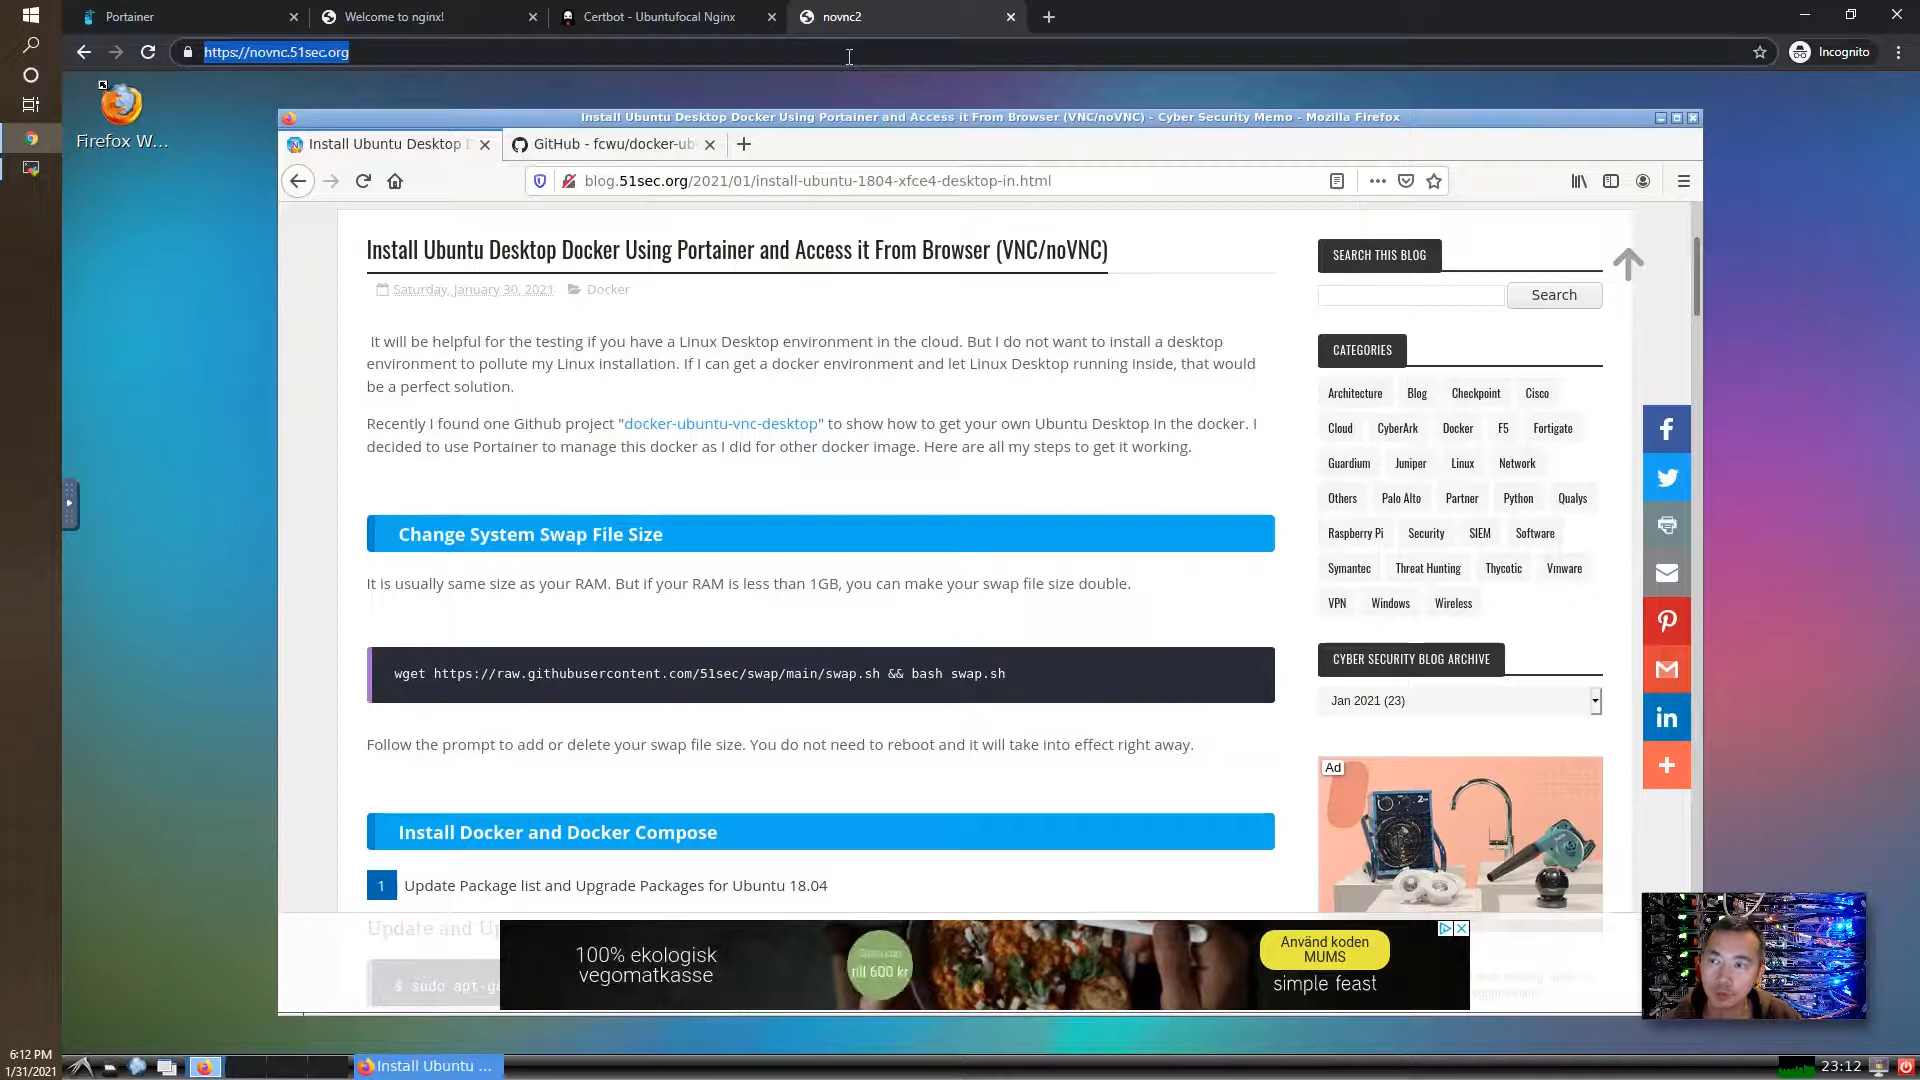 Portainer
Welcome to nginx!
Certbot - Ubuntufocal Nginx
novnc2
https://novnc.51sec.org
Incognito
Firefox W...
Install Ubuntu Desktop Docker Using Portainer and Access it From Browser (VNC/noVNC) - Cyber Security Memo - Mozilla Firefox
Install Ubuntu Desktop
GitHub - fcwu/docker-ub
blog.51sec.org/2021/01/install-ubuntu-1804-xfce4-desktop-in.html
Install Ubuntu Desktop Docker Using Portainer and Access it From Browser (VNC/noVNC)
Saturday, January 30, 2021
Docker
It will be helpful for the testing if you have a Linux Desktop environment in the cloud. But I do not want to install a desktop
environment to pollute my Linux installation. If I can get a docker environment and let Linux Desktop running inside, that would
be a perfect solution.
Recently I found one Github project "docker-ubuntu-vnc-desktop" to show how to get your own Ubuntu Desktop in the docker. I
decided to use Portainer to manage this docker as I did for other docker image. Here are all my steps to get it working.
Change System Swap File Size
It is usually same size as your RAM. But if your RAM is less than 1GB, you can make your swap file size double.
wget https://raw.githubusercontent.com/51sec/swap/main/swap.sh && bash swap.sh
Follow the prompt to add or delete your swap file size. You do not need to reboot and it will take into effect right away.
Install Docker and Docker Compose
1 Update Package list and Upgrade Packages for Ubuntu 18.04
Update and Up
$ sudo apt-g
SEARCH THIS BLOG
Search
CATEGORIES
Architecture Blog Checkpoint Cisco
Cloud CyberArk Docker F5 Fortigate
Guardium Juniper Linux Network
Others Palo Alto Partner Python Qualys
Raspberry Pi Security SIEM Software
Symantec Threat Hunting Thycotic Vmware
VPN Windows Wireless
CYBER SECURITY BLOG ARCHIVE
Jan 2021 (23)
Ad
100% ekologisk
vegomatkasse
till 600 kr
Använd koden
MUMS
simple feast
6:12 PM
1/31/2021
Install Ubuntu ...
23:12